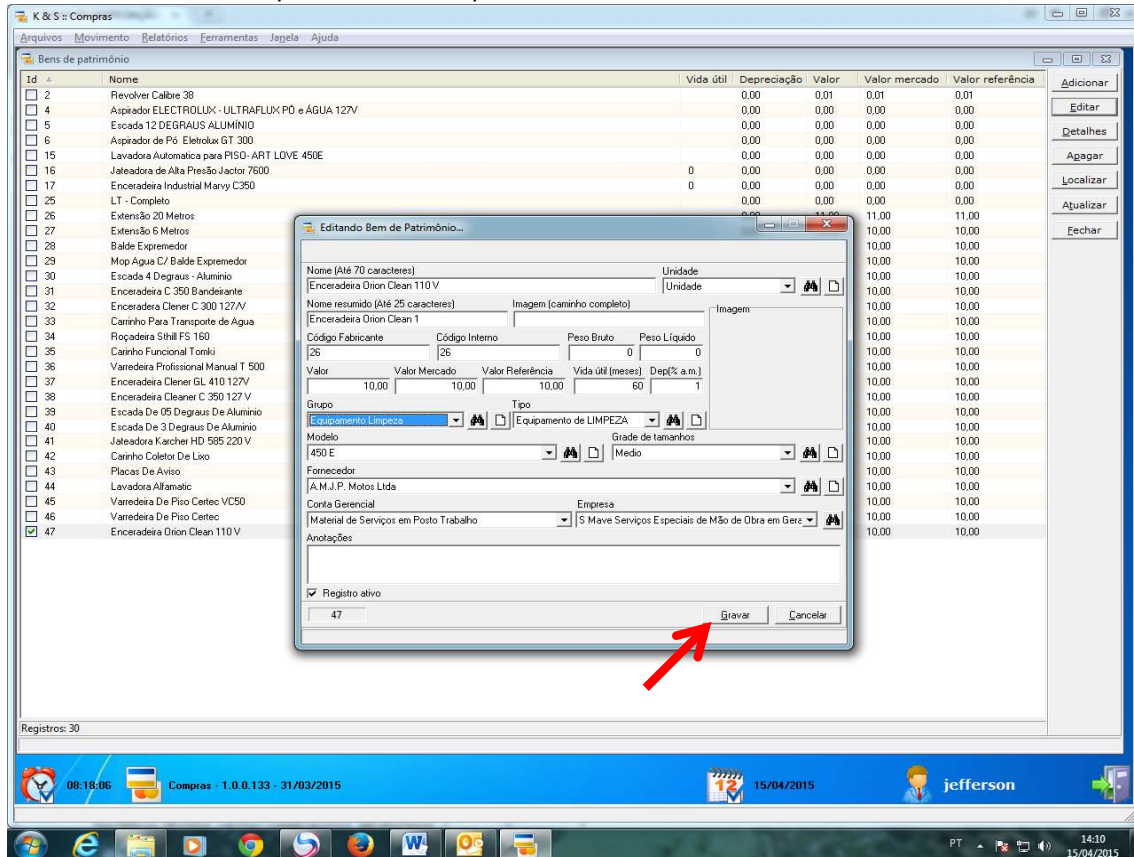 K & S :: Compras
Arquivos Movimento Relatórios Ferramentas Janela Ajuda
Bens de patrimônio
Id Nome Vida útil Depreciação Valor Valor mercado Valor referência
2 Revolver Calibre 38 0,00 0,01 0,01 0,01
4 Aspirador ELECTROLUX - ULTRAFLUX PÓ e ÁGUA 127V 0,00 0,00 0,00 0,00
5 Escada 12 DEGRAUS ALUMÍNIO 0,00 0,00 0,00 0,00
6 Aspirador de Pó Eletrolux GT 300 0,00 0,00 0,00 0,00
15 Lavadora Automatica para PISO- ART LOVE 450E 0,00 0,00 0,00 0,00
16 Jateadora de Alta Presão Jactor 7600 0 0,00 0,00 0,00 0,00
17 Enceradeira Industrial Marvy C350 0 0,00 0,00 0,00 0,00
25 LT - Completo 0,00 0,00 0,00 0,00
26 Extensão 20 Metros 0,00 11,00 11,00 11,00
27 Extensão 6 Metros 10,00 10,00
28 Balde Expremedor 10,00 10,00
29 Mop Agua C/ Balde Expremedor 10,00 10,00
30 Escada 4 Degraus - Aluminio 10,00 10,00
31 Enceradeira C 350 Bandeirante 10,00 10,00
32 Enceradera Clener C 300 127/V 10,00 10,00
33 Carrinho Para Transporte de Agua 10,00 10,00
34 Roçadeira Sthill FS 160 10,00 10,00
35 Carinho Funcional Tomki 10,00 10,00
36 Varredeira Profissional Manual T 500 10,00 10,00
37 Enceradeira Clener GL 410 127V 10,00 10,00
38 Enceradeira Cleaner C 350 127 V 10,00 10,00
39 Escada De 05 Degraus De Aluminio 10,00 10,00
40 Escada De 3 Degraus De Aluminio 10,00 10,00
41 Jateadora Karcher HD 585 220 V 10,00 10,00
42 Carinho Coletor De Lixo 10,00 10,00
43 Placas De Aviso 10,00 10,00
44 Lavadora Alfamatic 10,00 10,00
45 Varredeira De Piso Certec VC50 10,00 10,00
46 Varredeira De Piso Certec 10,00 10,00
47 Enceradeira Orion Clean 110 V 10,00 10,00
Adicionar
Editar
Detalhes
Apagar
Localizar
Atualizar
Fechar
Editando Bem de Patrimônio...
Nome (Até 70 caracteres) Unidade
Enceradeira Orion Clean 110 V Unidade
Nome resumido (Até 25 caracteres) Imagem (caminho completo) Imagem
Enceradeira Orion Clean 1
Código Fabricante Código Interno Peso Bruto Peso Líquido
26 26 0 0
Valor Valor Mercado Valor Referência Vida útil (meses) Dep(% a.m.)
10,00 10,00 10,00 60 1
Grupo Tipo
Equipamento Limpeza Equipamento de LIMPEZA
Modelo Grade de tamanhos
450 E Medio
Fornecedor
A.M.J.P. Motos Ltda
Conta Gerencial Empresa
Material de Serviços em Posto Trabalho S Mave Serviços Especiais de Mão de Obra em Gera
Anotações
Registro ativo
47 Gravar Cancelar
Registros: 30
08:18:06 Compras - 1.0.0.133 - 31/03/2015 12 15/04/2015 jefferson
PT 14:10
15/04/2015